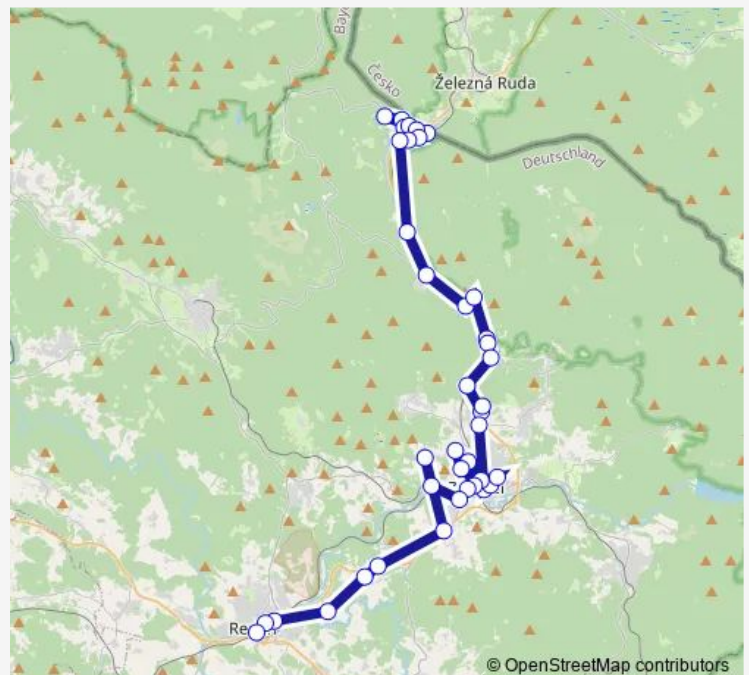 Bay
Česko
Železná Ruda
Deutschland
Re
© OpenStreetMap contributors